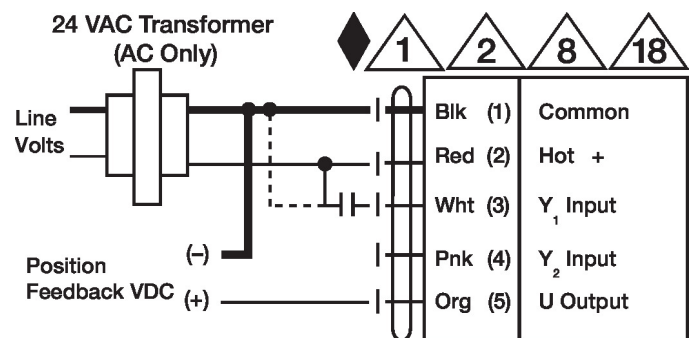 24 VAC Transformer
(AC Only)
1 2 8 18
Line
Volts
Blk (1) Common
Red (2) Hot +
Wht (3) Y1 Input
Pnk (4) Y2 Input
Org (5) U Output
Position
Feedback VDC
(–)
(+)